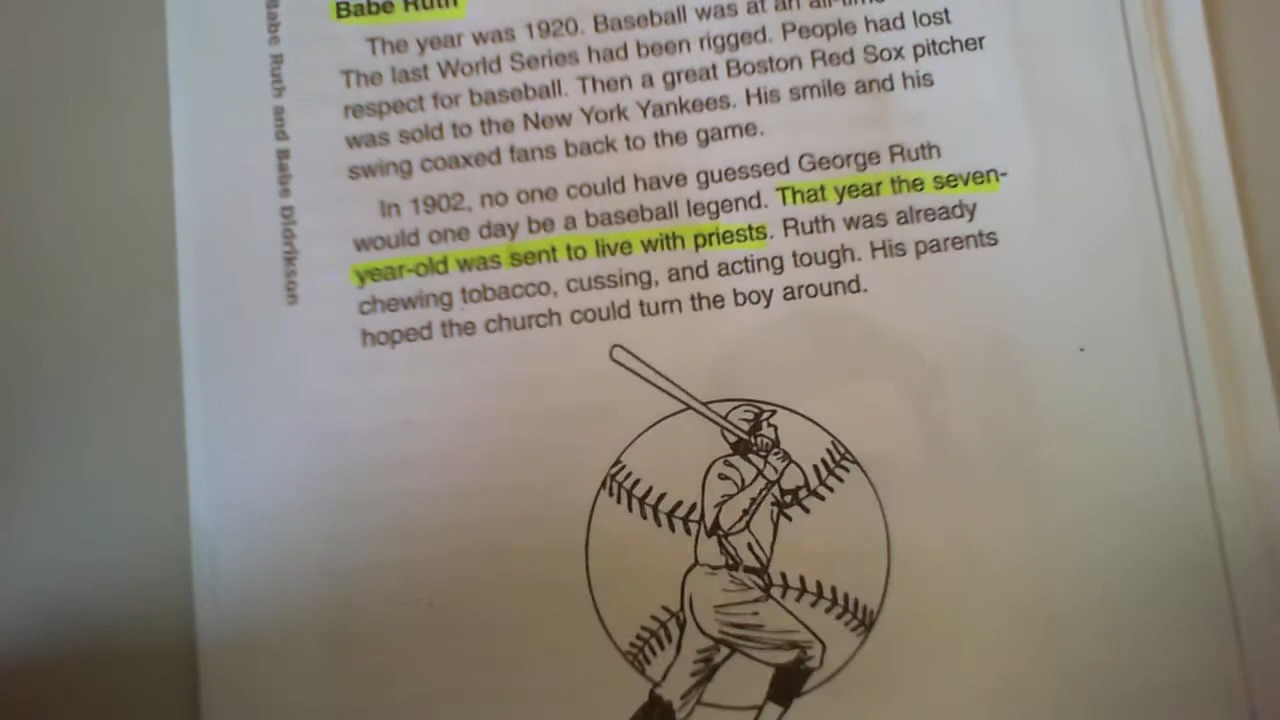 Babe Ruth
The year was 1920. Baseball was at an all-time
The last World Series had been rigged. People had lost
respect for baseball. Then a great Boston Red Sox pitcher
was sold to the New York Yankees. His smile and his
swing coaxed fans back to the game.
In 1902, no one could have guessed George Ruth
would one day be a baseball legend. That year the seven-
year-old was sent to live with priests. Ruth was already
chewing tobacco, cussing, and acting tough. His parents
hoped the church could turn the boy around.
Babe Ruth and Babe Didrikson